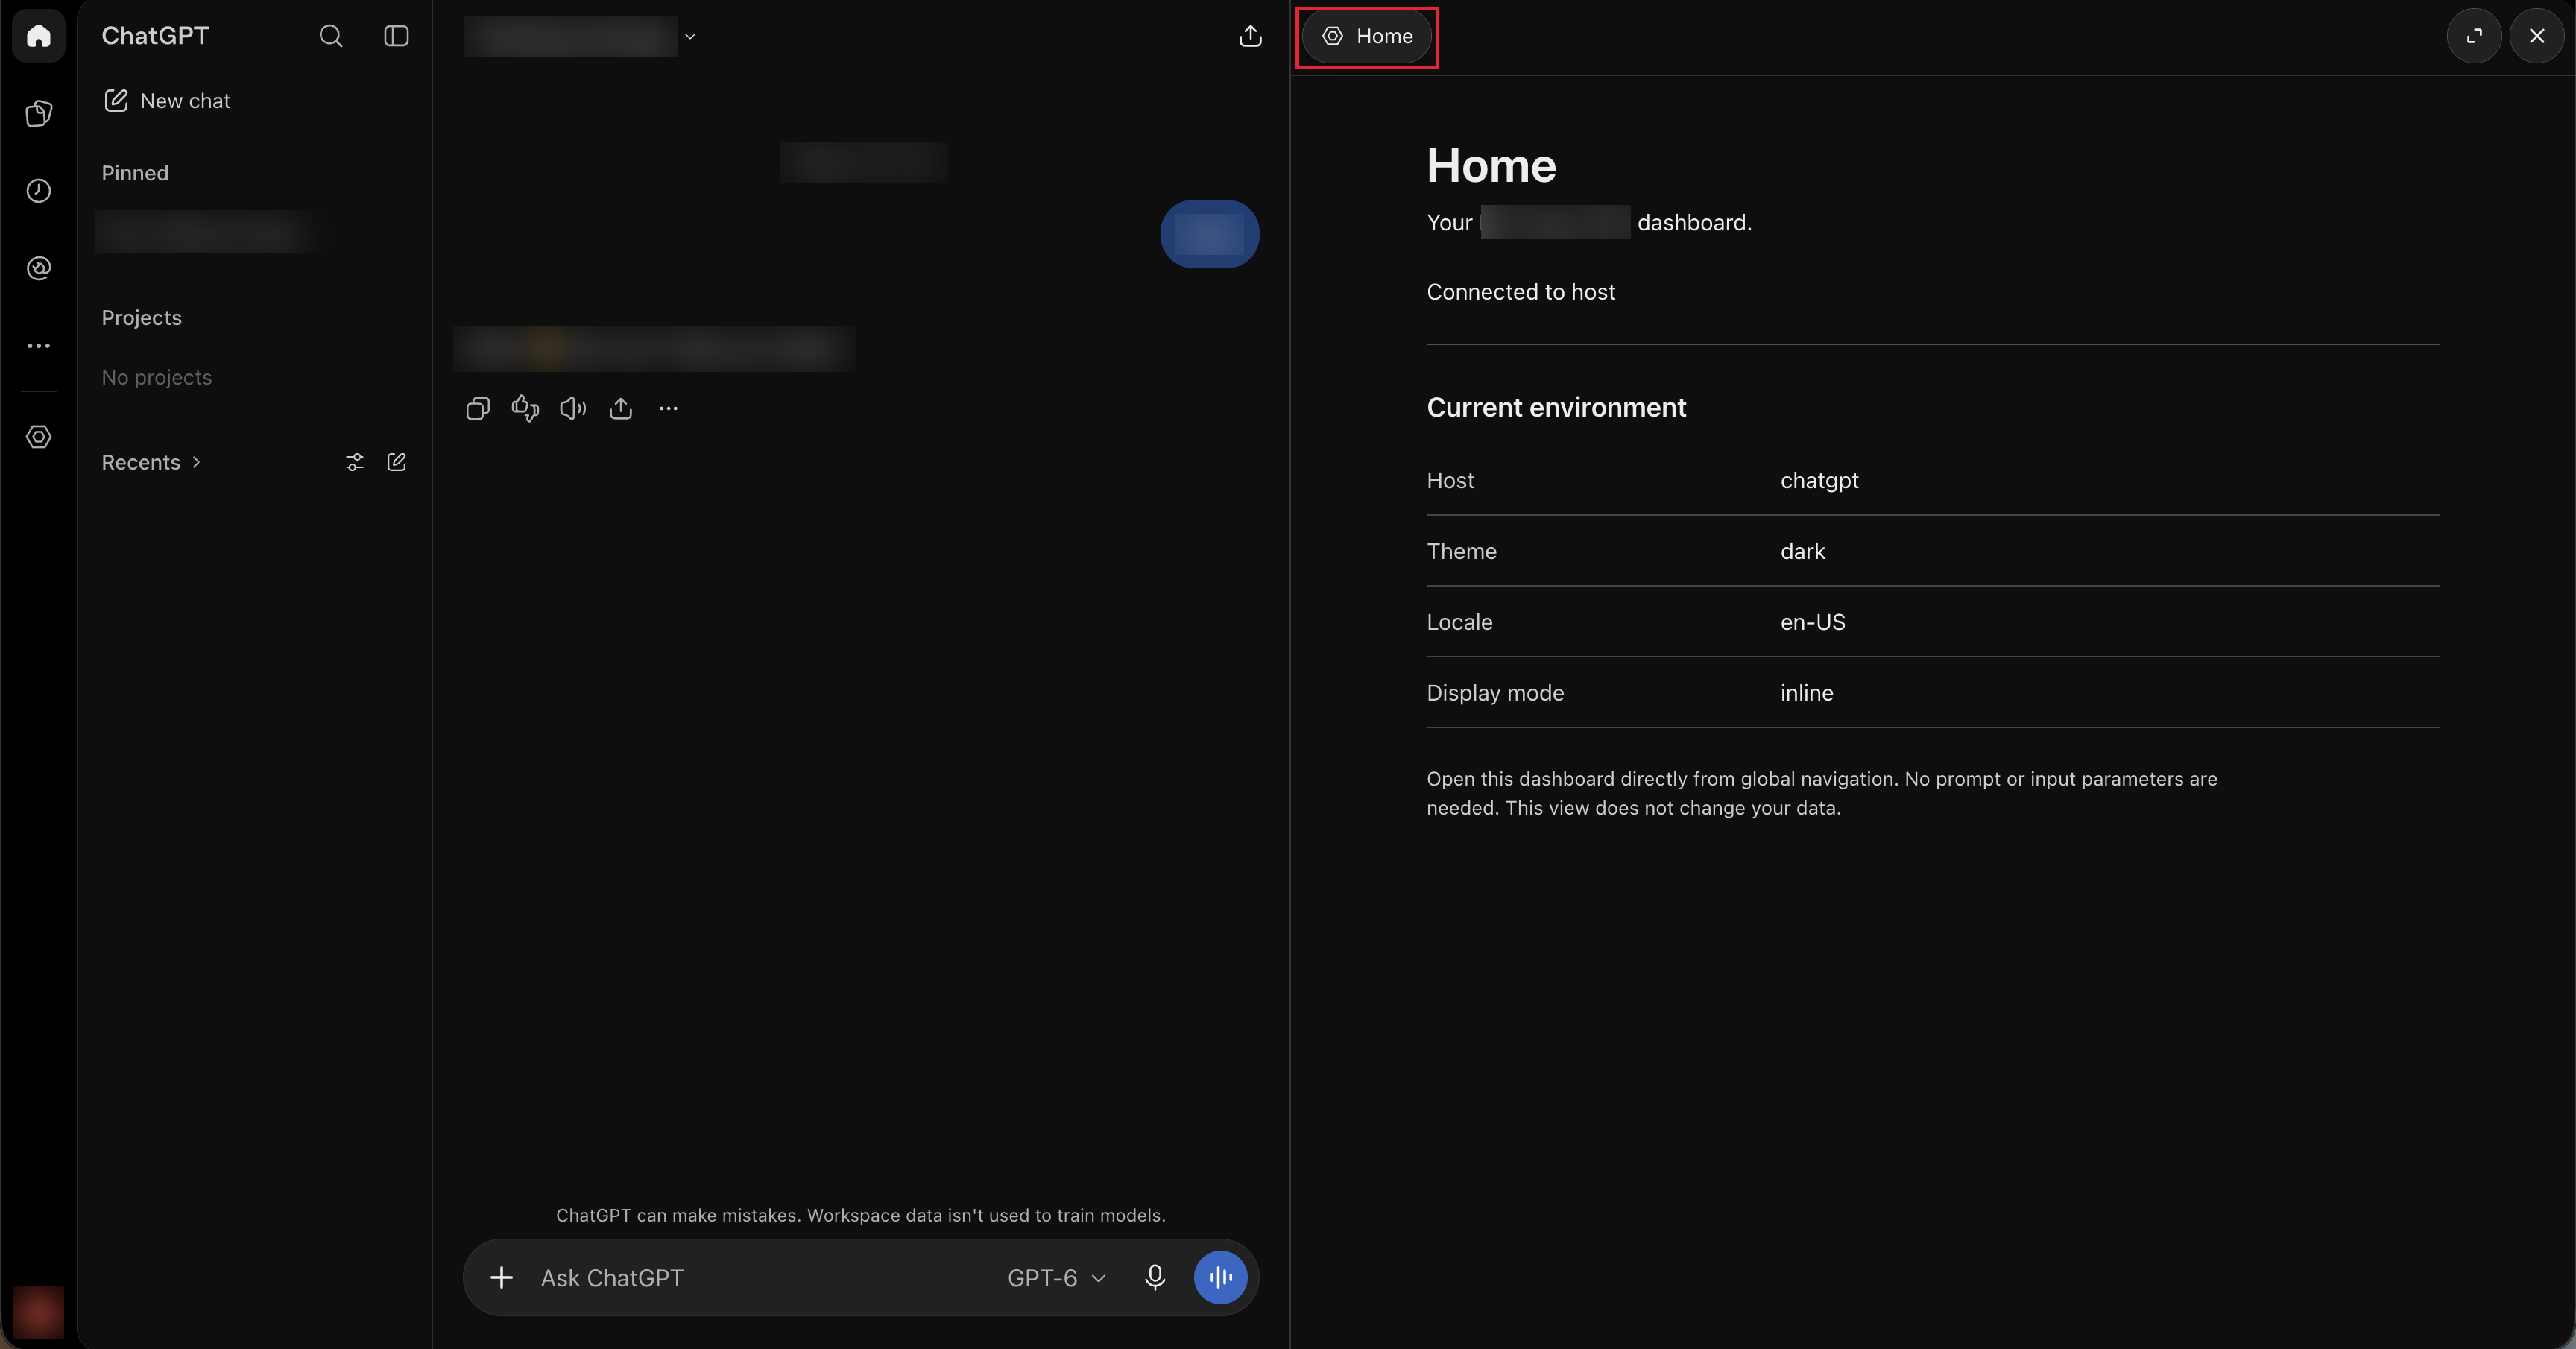 ChatGPT
New chat
Pinned
Projects
No projects
Recents
ChatGPT can make mistakes. Workspace data isn't used to train models.
Ask ChatGPT
GPT-6
Home
Home
Your dashboard.
Connected to host
Current environment
Host chatgpt
Theme dark
Locale en-US
Display mode inline
Open this dashboard directly from global navigation. No prompt or input parameters are
needed. This view does not change your data.